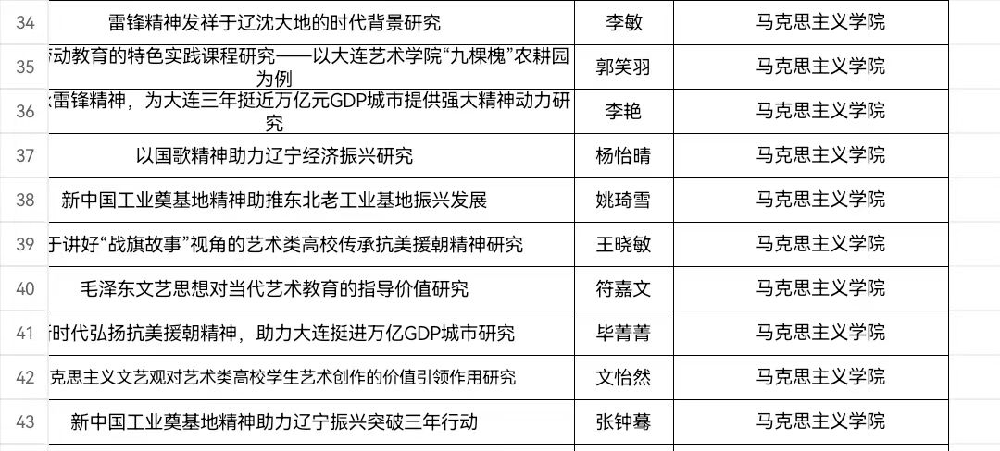 34 雷锋精神发祥于辽沈大地的时代背景研究 李敏 马克思主义学院
35 动教育的特色实践课程研究——以大连艺术学院“九棵槐”农耕园为例 郭笑羽 马克思主义学院
36 雷锋精神，为大连三年挺近万亿元GDP城市提供强大精神动力研究 李艳 马克思主义学院
37 以国歌精神助力辽宁经济振兴研究 杨怡晴 马克思主义学院
38 新中国工业奠基地精神助推东北老工业基地振兴发展 姚琦雪 马克思主义学院
39 于讲好“战旗故事”视角的艺术类高校传承抗美援朝精神研究 王晓敏 马克思主义学院
40 毛泽东文艺思想对当代艺术教育的指导价值研究 符嘉文 马克思主义学院
41 时代弘扬抗美援朝精神，助力大连挺进万亿GDP城市研究 毕菁菁 马克思主义学院
42 克思主义文艺观对艺术类高校学生艺术创作的价值引领作用研究 文怡然 马克思主义学院
43 新中国工业奠基地精神助力辽宁振兴突破三年行动 张钟蓦 马克思主义学院